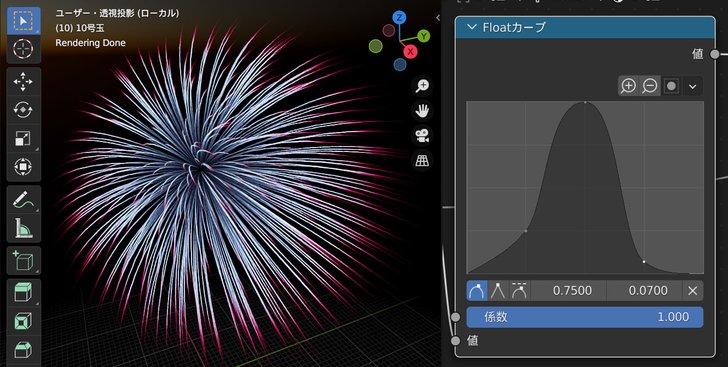 ユーザー・透視投影 (ローカル)
(10) 10号玉
Rendering Done
Z
Y
X
Floatカーブ
値
0.7500
0.0700
係数
1.000
値